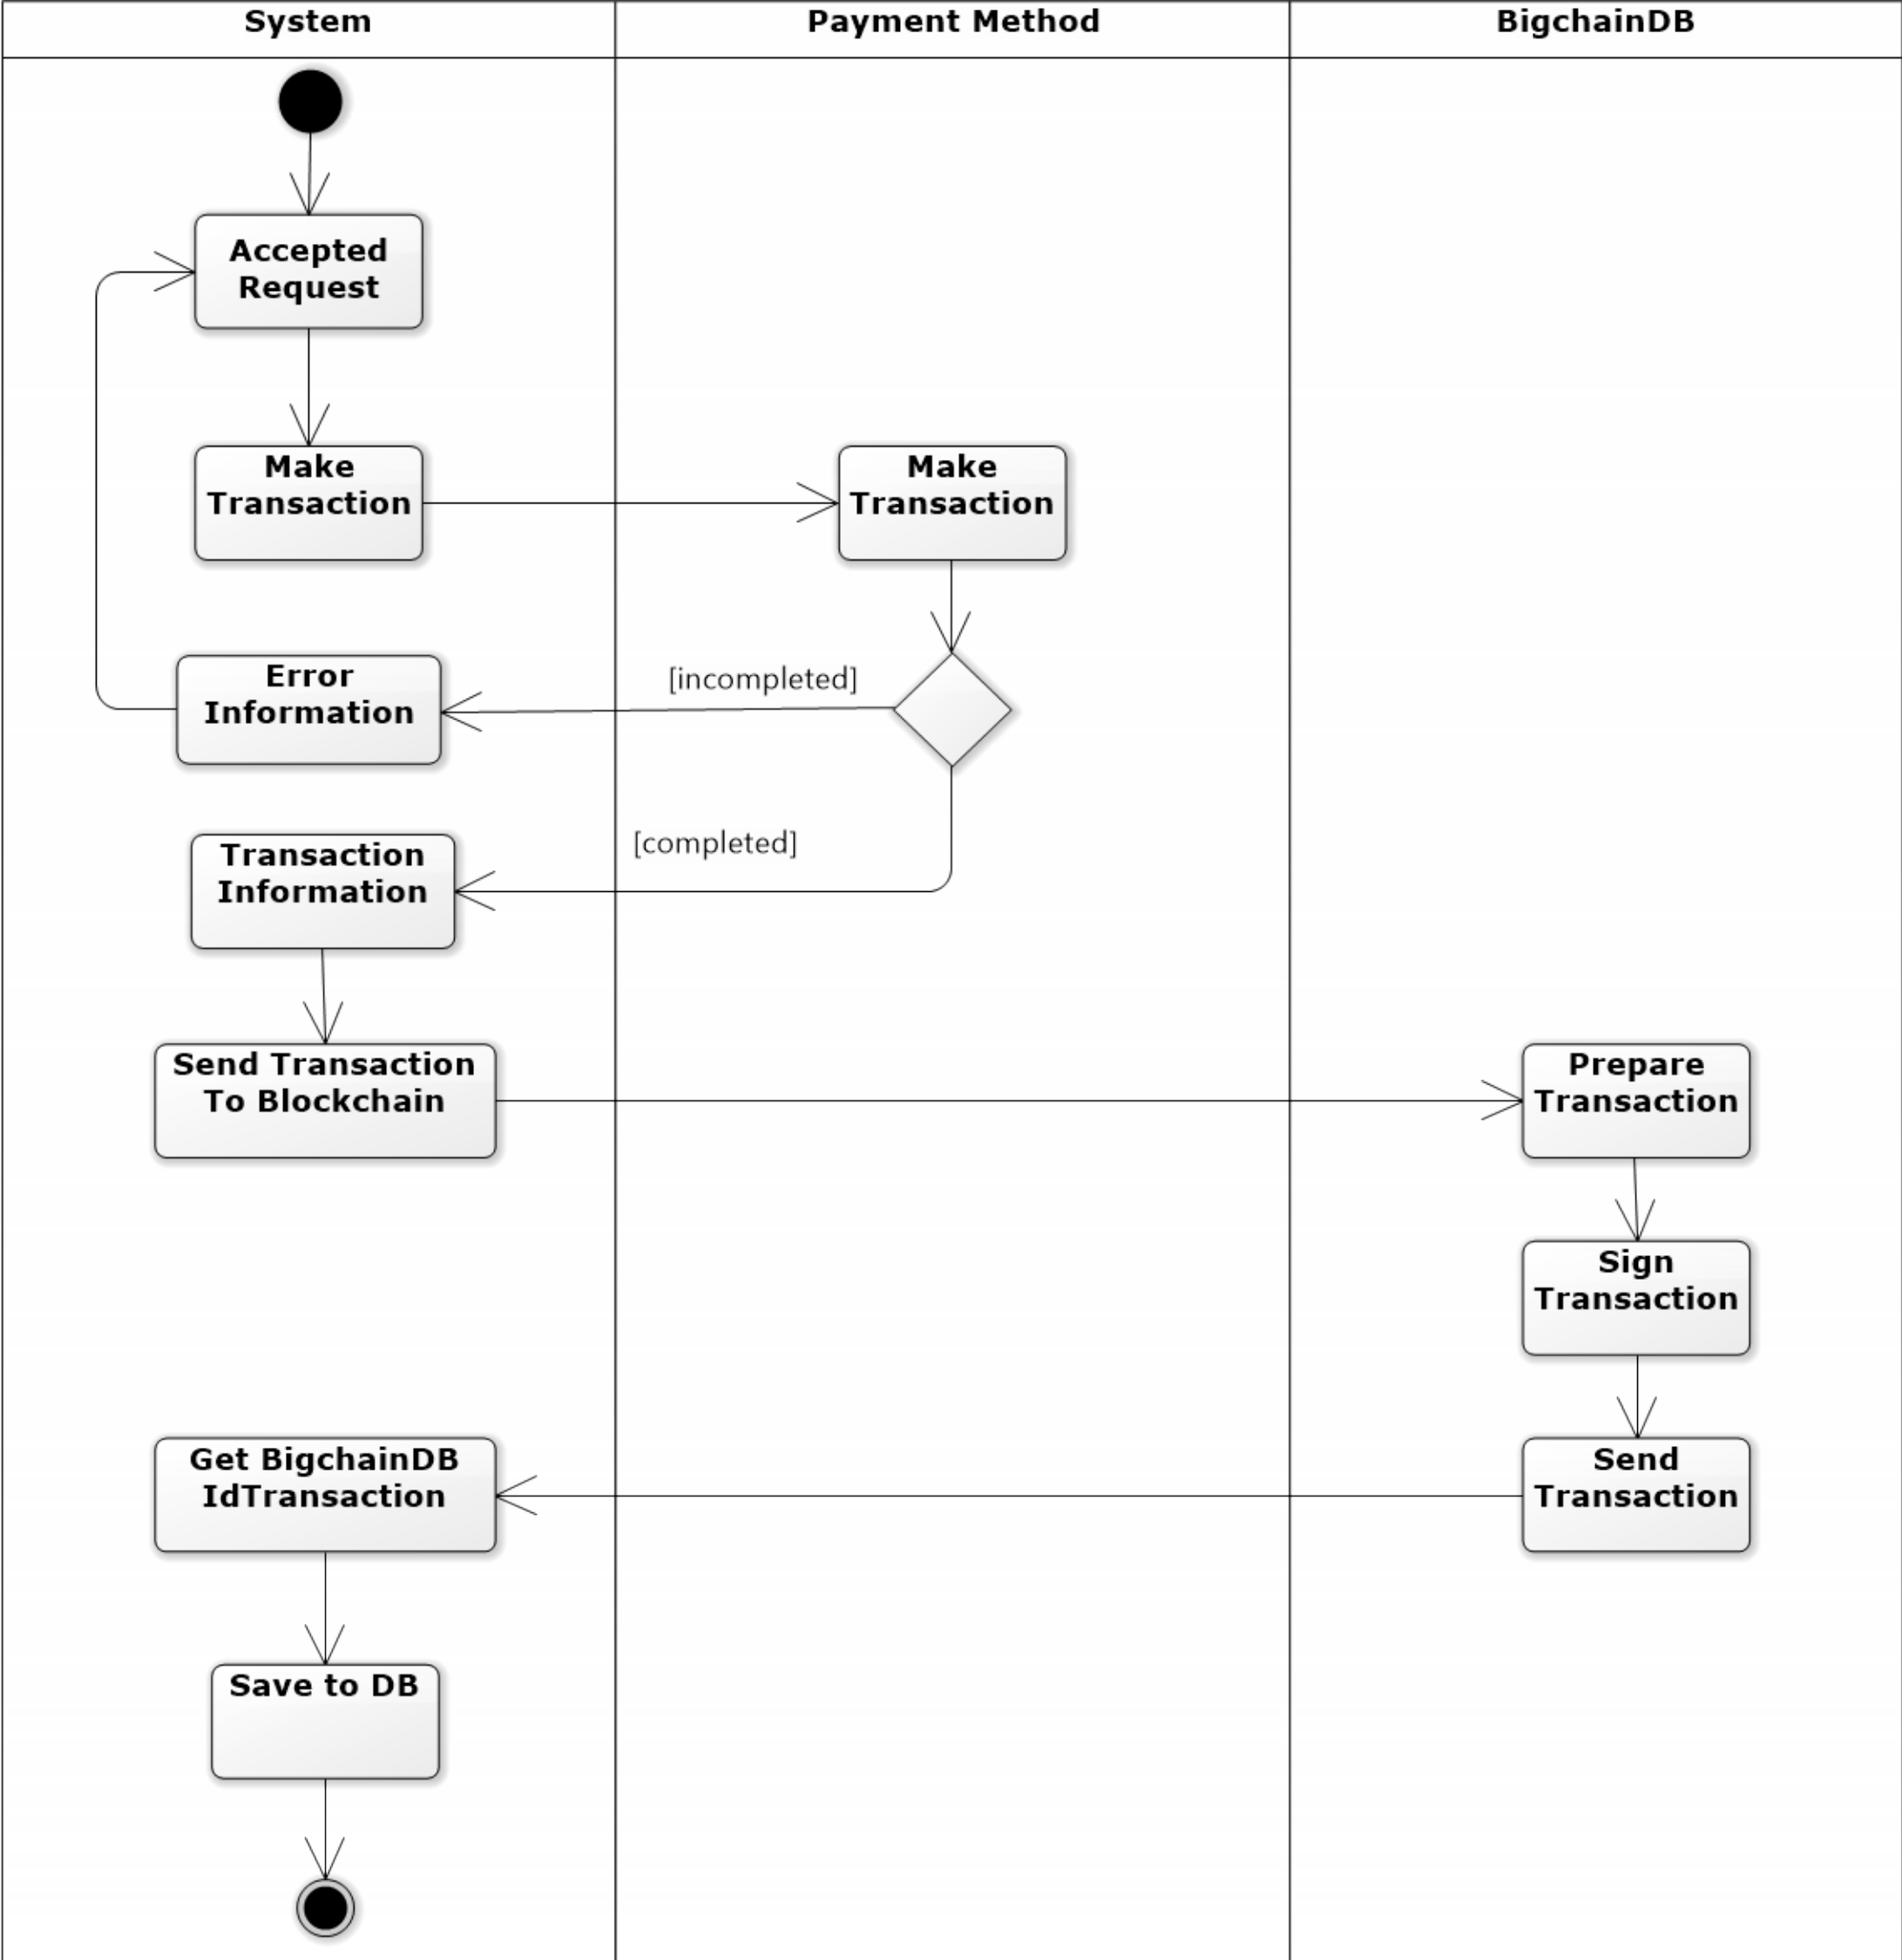 System
Payment Method
BigchainDB
Accepted
Request
Make
Transaction
Make
Transaction
Error
Information
[incompleted]
[completed]
Transaction
Information
Send Transaction
To Blockchain
Prepare
Transaction
Sign
Transaction
Send
Transaction
Get BigchainDB
IdTransaction
Save to DB